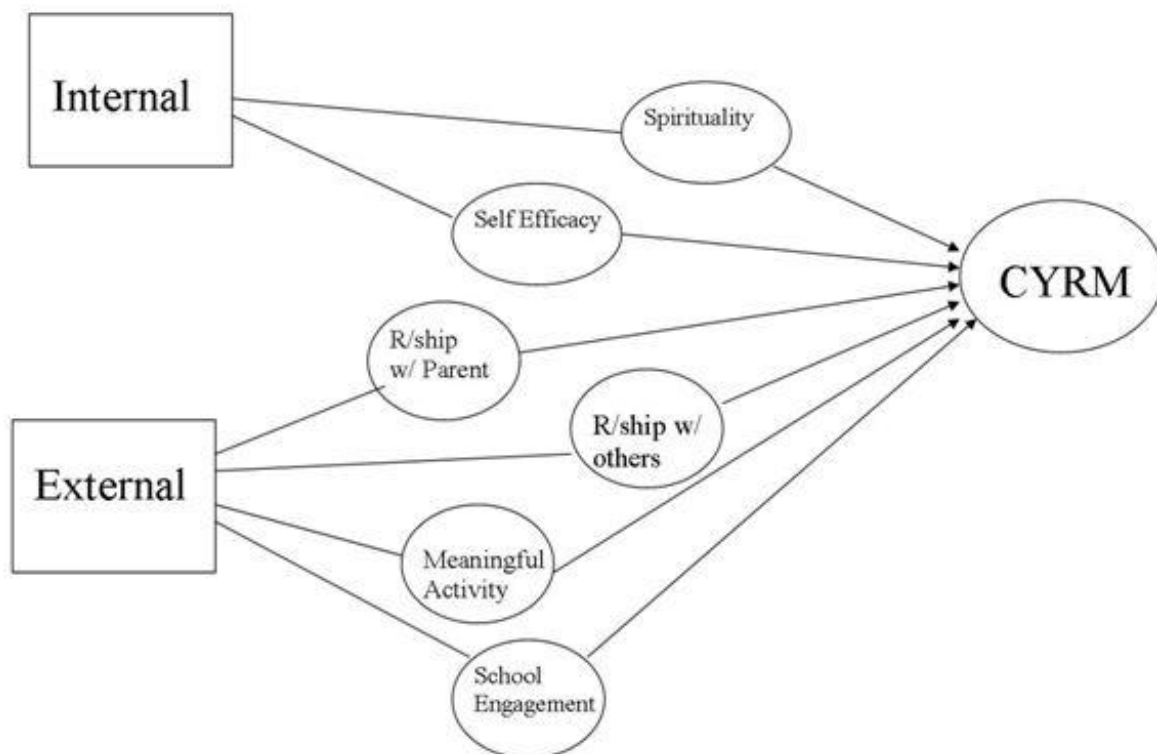 Internal
Spirituality
Self Efficacy
CYRM
R/ship
w/ Parent
R/ship w/
others
External
Meaningful
Activity
School
Engagement